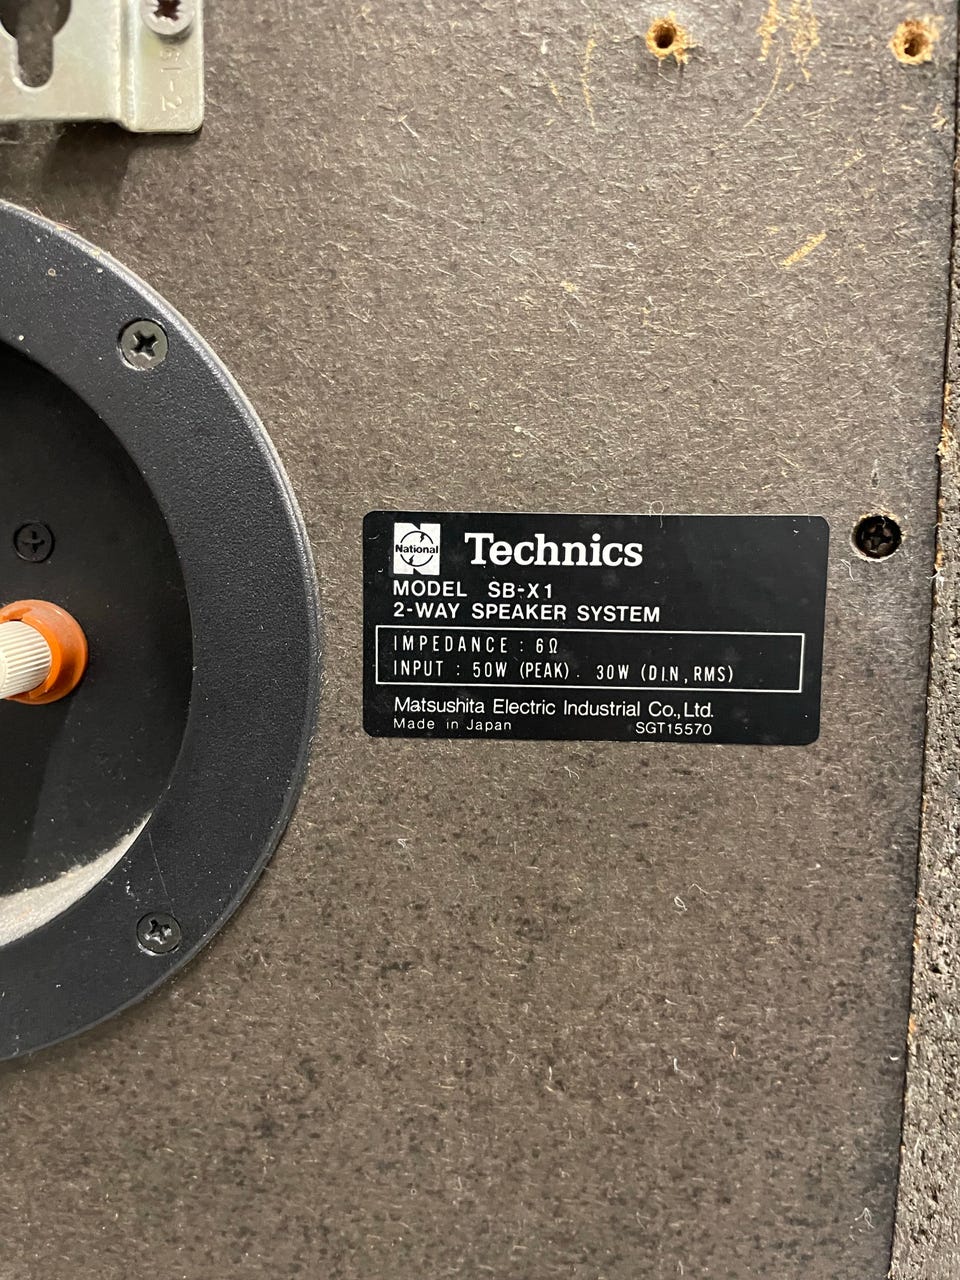 National Technics
MODEL SB-X1
2-WAY SPEAKER SYSTEM
IMPEDANCE : 6Ω
INPUT : 50W (PEAK). 30W (DIN, RMS)
Matsushita Electric Industrial Co., Ltd.
Made in Japan SGT15570